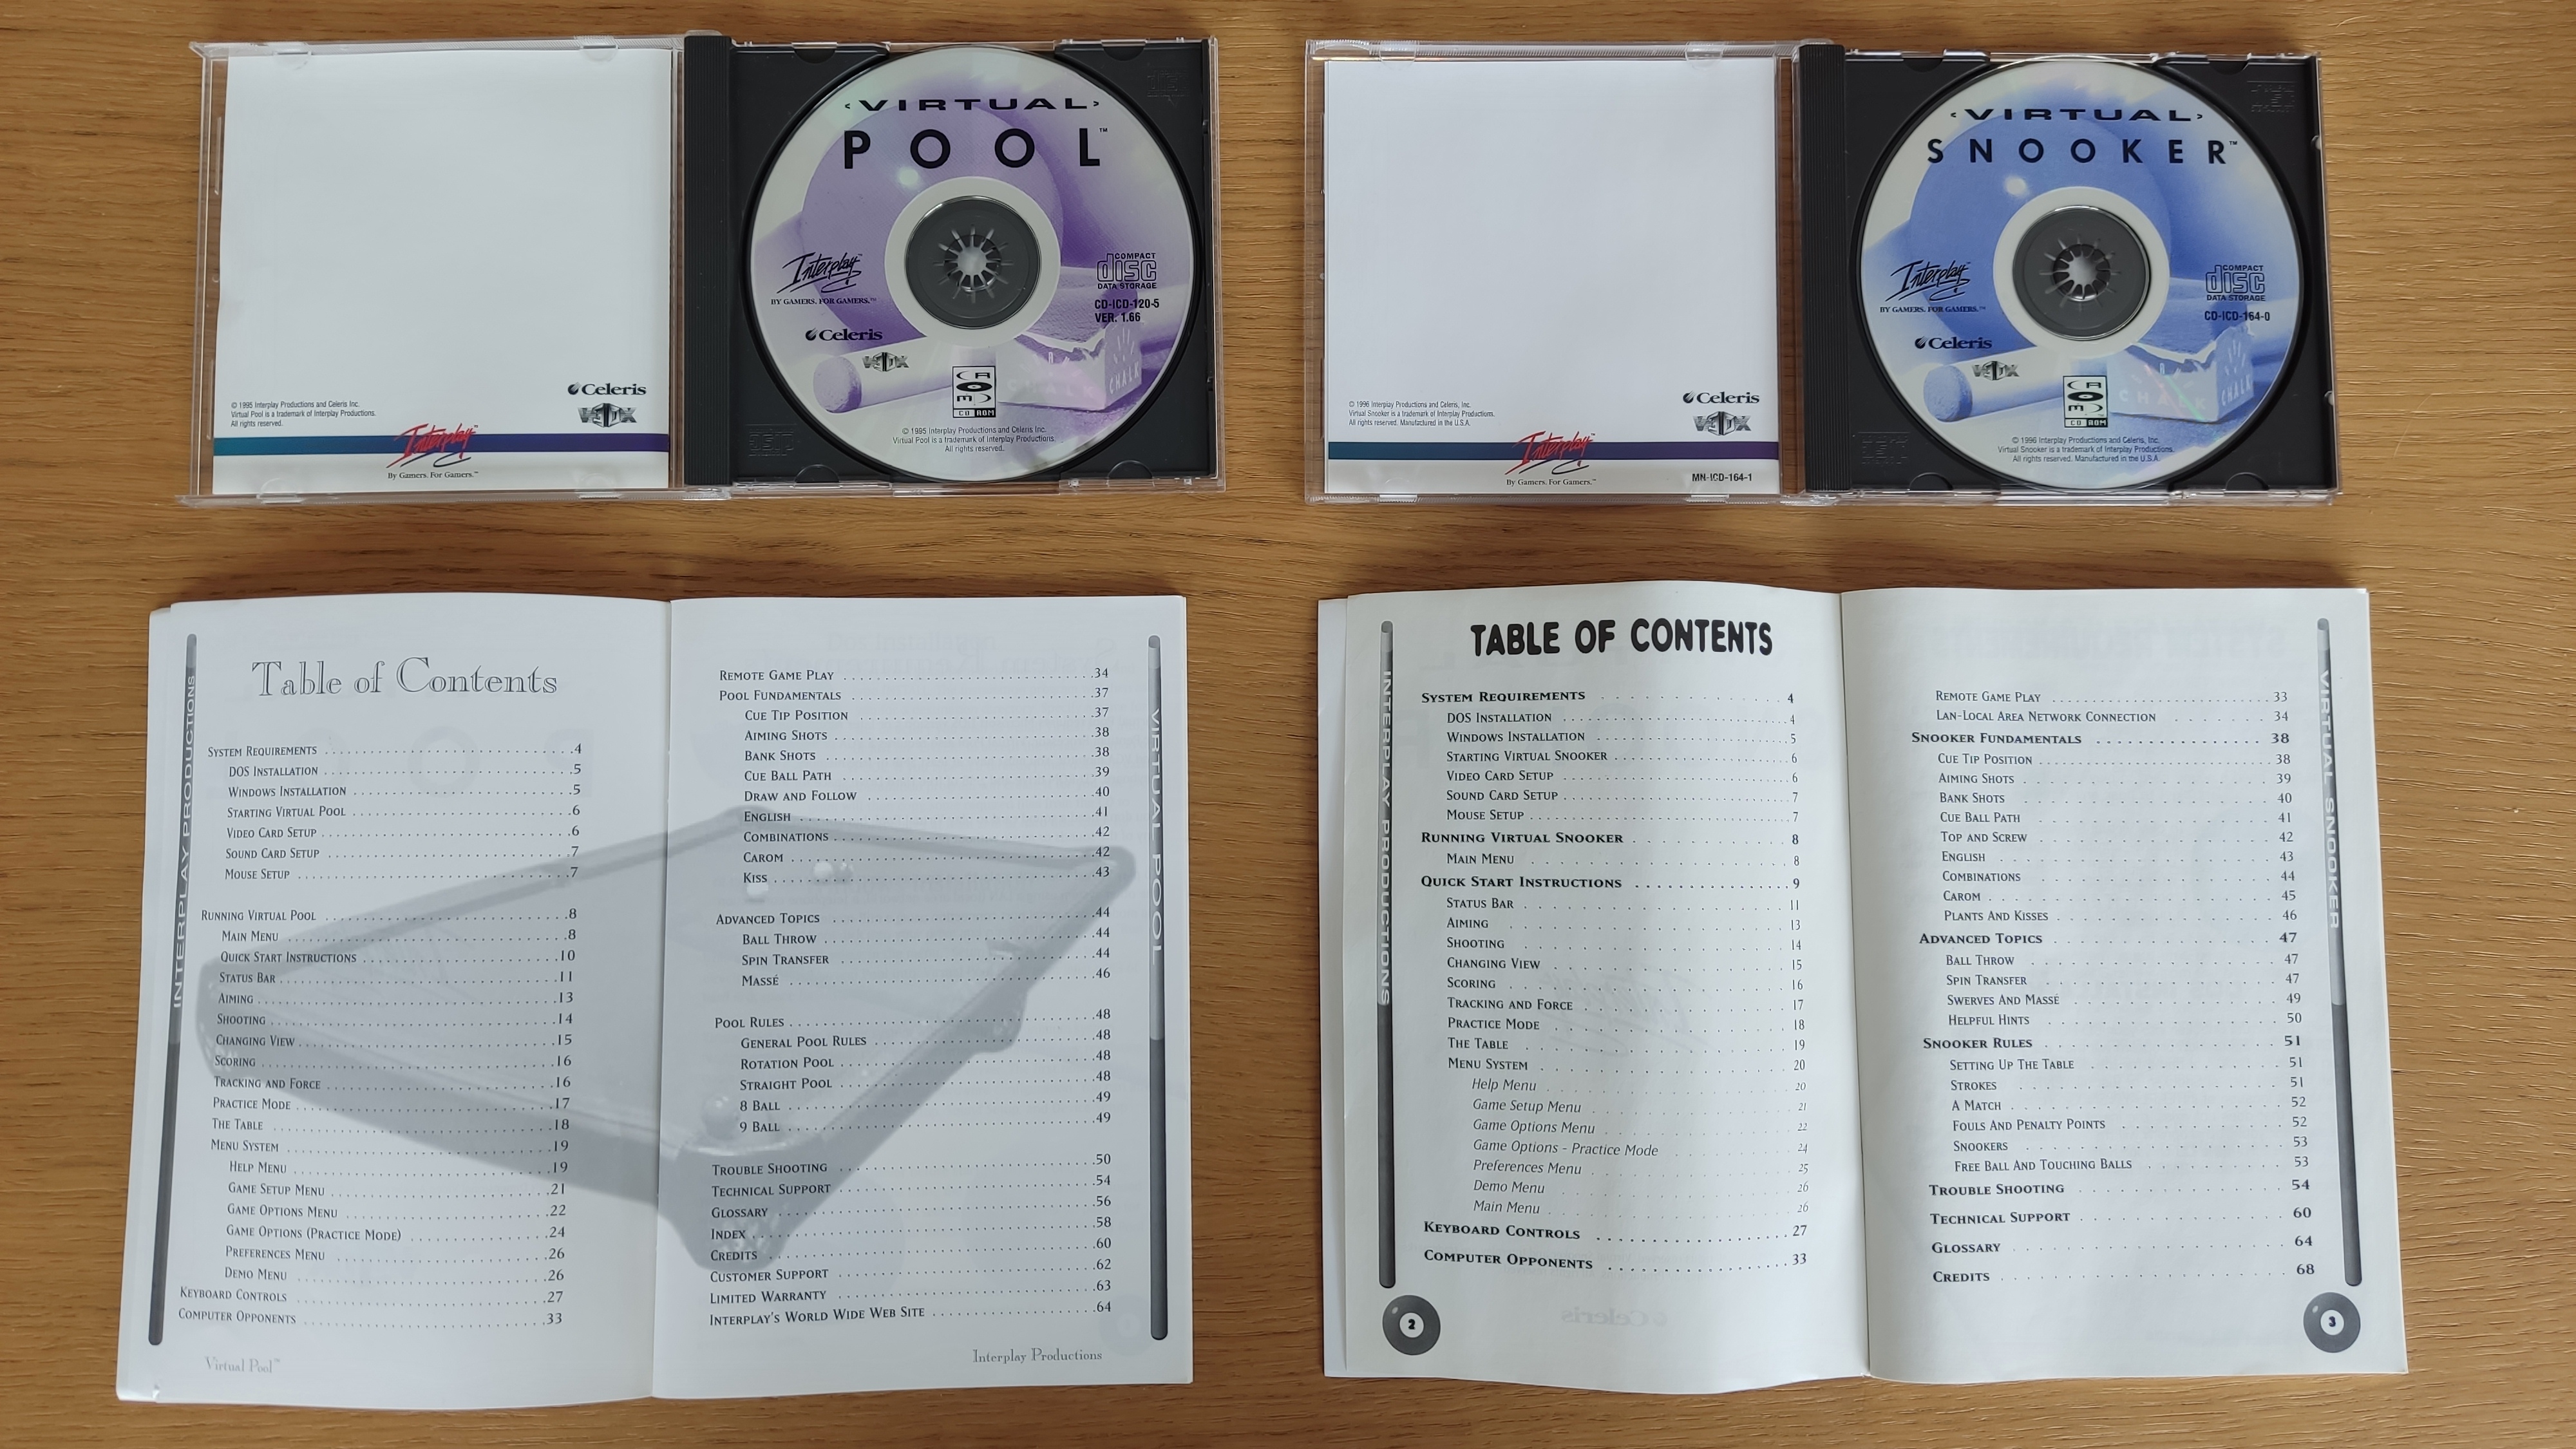 © 1995 Interplay Productions and Celeris Inc.
Virtual Pool is a trademark of Interplay Productions.
All rights reserved.
Celeris
V3DX
Interplay
By Gamers. For Gamers.™
‹VIRTUAL›
POOL™
Interplay™
BY GAMERS. FOR GAMERS.™
COMPACT
disc
DATA STORAGE
CD-ICD-120-5
VER. 1.66
Celeris
V3DX
CHALK
CHALK
CD ROM
© 1995 Interplay Productions and Celeris Inc.
Virtual Pool is a trademark of Interplay Productions.
All rights reserved.
© 1996 Interplay Productions and Celeris, Inc.
Virtual Snooker is a trademark of Interplay Productions.
All rights reserved. Manufactured in the U.S.A.
Celeris
V3DX
Interplay
By Gamers. For Gamers.™
MN-ICD-164-1
‹VIRTUAL›
SNOOKER™
Interplay™
BY GAMERS. FOR GAMERS.™
COMPACT
disc
DATA STORAGE
CD-ICD-164-0
Celeris
V3DX
CHALK
CHALK
CD ROM
© 1996 Interplay Productions and Celeris, Inc.
Virtual Snooker is a trademark of Interplay Productions.
All rights reserved. Manufactured in the U.S.A.
INTERPLAY PRODUCTIONS
Table of Contents
SYSTEM REQUIREMENTS 4
DOS INSTALLATION 5
WINDOWS INSTALLATION 5
STARTING VIRTUAL POOL 6
VIDEO CARD SETUP 6
SOUND CARD SETUP 7
MOUSE SETUP 7
RUNNING VIRTUAL POOL 8
MAIN MENU 8
QUICK START INSTRUCTIONS 10
STATUS BAR 11
AIMING 13
SHOOTING 14
CHANGING VIEW 15
SCORING 16
TRACKING AND FORCE 16
PRACTICE MODE 17
THE TABLE 18
MENU SYSTEM 19
HELP MENU 19
GAME SETUP MENU 21
GAME OPTIONS MENU 22
GAME OPTIONS (PRACTICE MODE) 24
PREFERENCES MENU 26
DEMO MENU 26
KEYBOARD CONTROLS 27
COMPUTER OPPONENTS 33
Virtual Pool™
REMOTE GAME PLAY 34
POOL FUNDAMENTALS 37
CUE TIP POSITION 37
AIMING SHOTS 38
BANK SHOTS 38
CUE BALL PATH 39
DRAW AND FOLLOW 40
ENGLISH 41
COMBINATIONS 42
CAROM 42
KISS 43
ADVANCED TOPICS 44
BALL THROW 44
SPIN TRANSFER 44
MASSÉ 46
POOL RULES 48
GENERAL POOL RULES 48
ROTATION POOL 48
STRAIGHT POOL 48
8 BALL 49
9 BALL 49
TROUBLE SHOOTING 50
TECHNICAL SUPPORT 54
GLOSSARY 56
INDEX 58
CREDITS 60
CUSTOMER SUPPORT 62
LIMITED WARRANTY 63
INTERPLAY'S WORLD WIDE WEB SITE 64
Interplay Productions
VIRTUAL POOL
INTERPLAY PRODUCTIONS
TABLE OF CONTENTS
SYSTEM REQUIREMENTS 4
DOS INSTALLATION 4
WINDOWS INSTALLATION 5
STARTING VIRTUAL SNOOKER 6
VIDEO CARD SETUP 6
SOUND CARD SETUP 7
MOUSE SETUP 7
RUNNING VIRTUAL SNOOKER 8
MAIN MENU 8
QUICK START INSTRUCTIONS 9
STATUS BAR 11
AIMING 13
SHOOTING 14
CHANGING VIEW 15
SCORING 16
TRACKING AND FORCE 17
PRACTICE MODE 18
THE TABLE 19
MENU SYSTEM 20
Help Menu 20
Game Setup Menu 21
Game Options Menu 22
Game Options - Practice Mode 24
Preferences Menu 25
Demo Menu 26
Main Menu 26
KEYBOARD CONTROLS 27
COMPUTER OPPONENTS 33
2
REMOTE GAME PLAY 33
LAN-LOCAL AREA NETWORK CONNECTION 34
SNOOKER FUNDAMENTALS 38
CUE TIP POSITION 38
AIMING SHOTS 39
BANK SHOTS 40
CUE BALL PATH 41
TOP AND SCREW 42
ENGLISH 43
COMBINATIONS 44
CAROM 45
PLANTS AND KISSES 46
ADVANCED TOPICS 47
BALL THROW 47
SPIN TRANSFER 47
SWERVES AND MASSÉ 49
HELPFUL HINTS 50
SNOOKER RULES 51
SETTING UP THE TABLE 51
STROKES 51
A MATCH 52
FOULS AND PENALTY POINTS 52
SNOOKERS 53
FREE BALL AND TOUCHING BALLS 53
TROUBLE SHOOTING 54
TECHNICAL SUPPORT 60
GLOSSARY 64
CREDITS 68
3
VIRTUAL SNOOKER